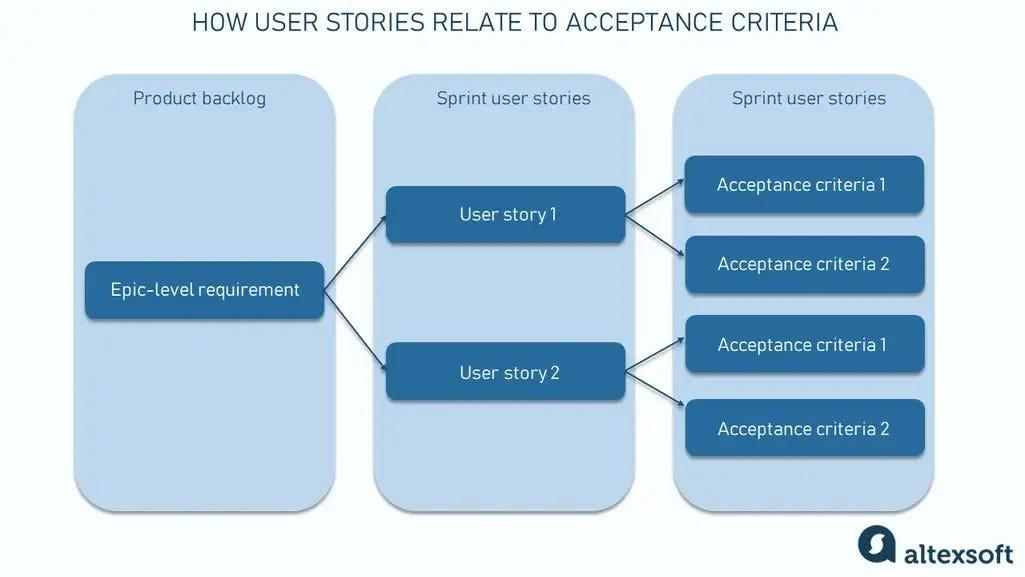 HOW USER STORIES RELATE TO ACCEPTANCE CRITERIA
Product backlog
Epic-level requirement
Sprint user stories
User story 1
User story 2
Sprint user stories
Acceptance criteria 1
Acceptance criteria 2
Acceptance criteria 1
Acceptance criteria 2
altexsoft